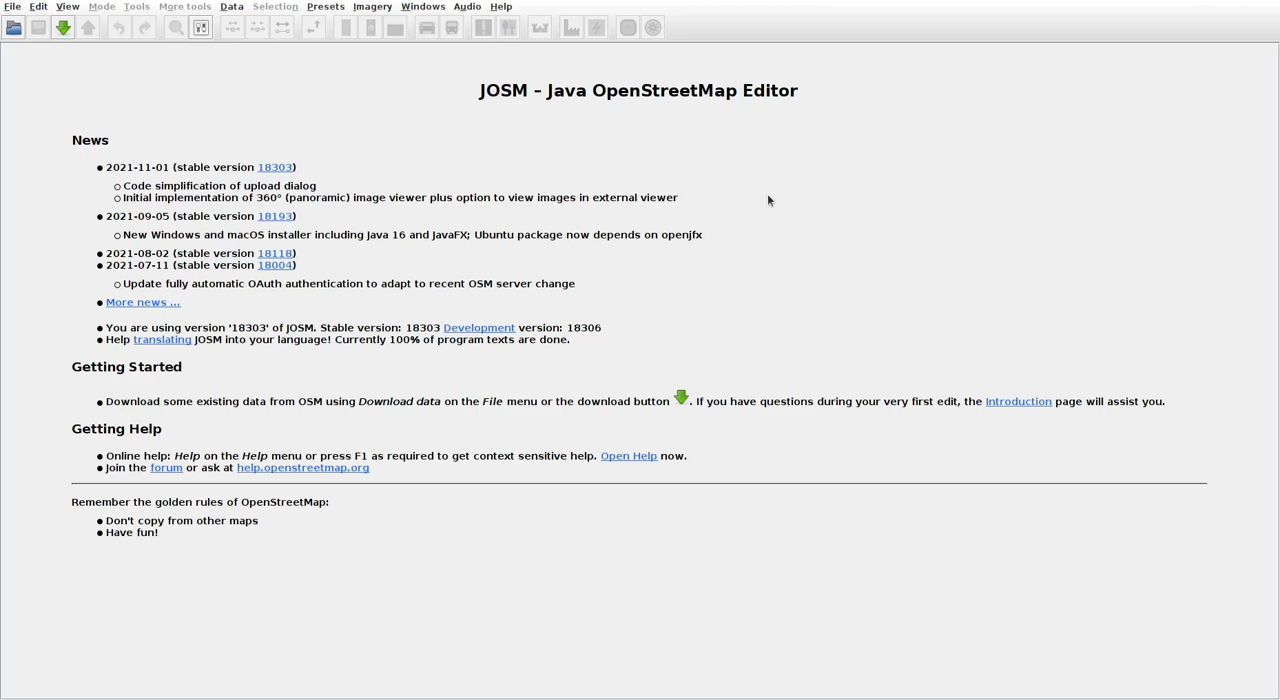 File Edit View Mode Tools More tools Data Selection Presets Imagery Windows Audio Help
JOSM – Java OpenStreetMap Editor
News
2021-11-01 (stable version 18303)
Code simplification of upload dialog
Initial implementation of 360° (panoramic) image viewer plus option to view images in external viewer
2021-09-05 (stable version 18193)
New Windows and macOS installer including Java 16 and JavaFX; Ubuntu package now depends on openjfx
2021-08-02 (stable version 18118)
2021-07-11 (stable version 18004)
Update fully automatic OAuth authentication to adapt to recent OSM server change
More news ...
You are using version '18303' of JOSM. Stable version: 18303 Development version: 18306
Help translating JOSM into your language! Currently 100% of program texts are done.
Getting Started
Download some existing data from OSM using Download data on the File menu or the download button . If you have questions during your very first edit, the Introduction page will assist you.
Getting Help
Online help: Help on the Help menu or press F1 as required to get context sensitive help. Open Help now.
Join the forum or ask at help.openstreetmap.org
Remember the golden rules of OpenStreetMap:
Don't copy from other maps
Have fun!